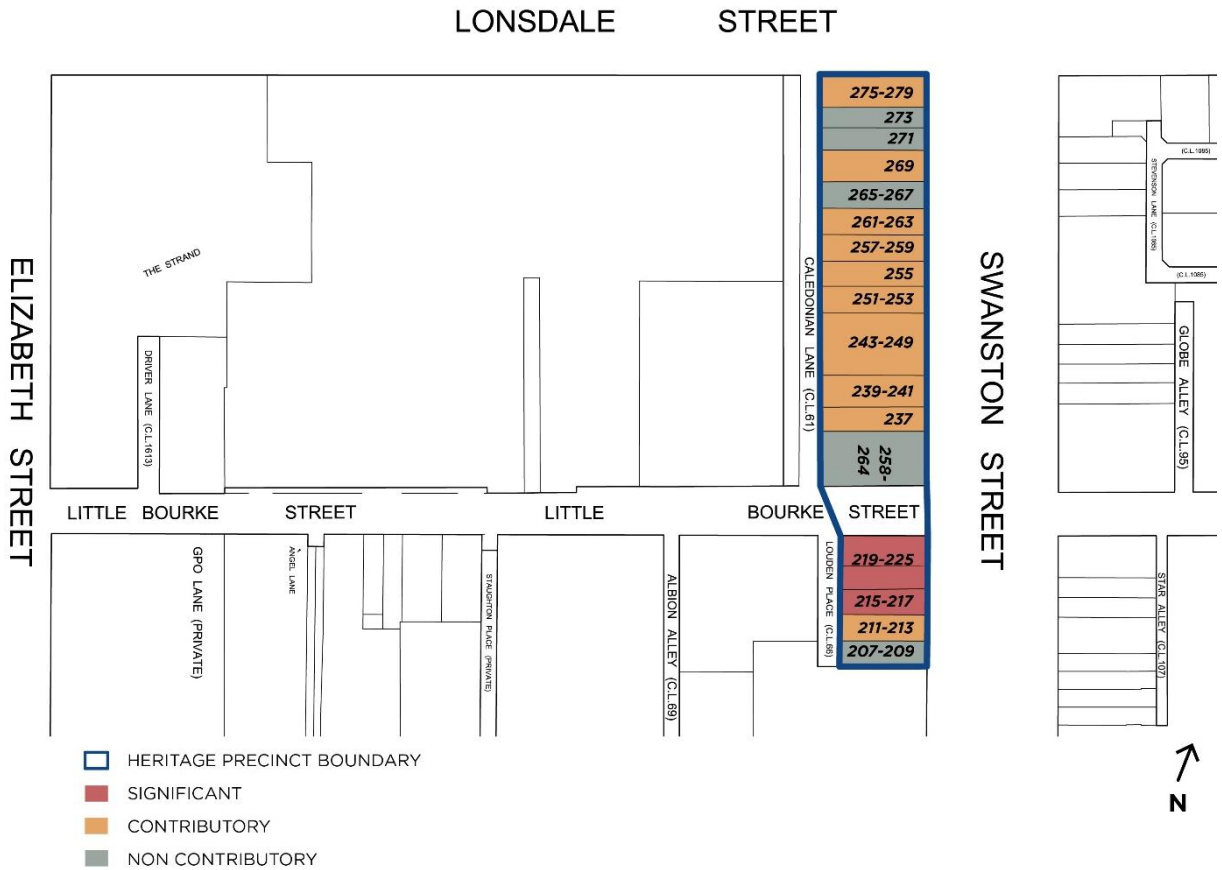 LONSDALE STREET
ELIZABETH STREET
THE STRAND
DRIVER LANE (C.L.1613)
CALEDONIAN LANE (C.L.61)
275-279
273
271
269
265-267
261-263
257-259
255
251-253
243-249
239-241
237
258-
264
SWANSTON STREET
STEVENSON LANE (C.L.1085)
(C.L.1085)
(C.L.1085)
GLOBE ALLEY (C.L.95)
LITTLE BOURKE STREET
LITTLE BOURKE STREET
GPO LANE (PRIVATE)
ANGEL LANE
STAUGHTON PLACE (PRIVATE)
ALBION ALLEY (C.L.69)
LOUDEN PLACE (C.L.66)
219-225
215-217
211-213
207-209
STAR ALLEY (C.L.107)
HERITAGE PRECINCT BOUNDARY
SIGNIFICANT
CONTRIBUTORY
NON CONTRIBUTORY
N